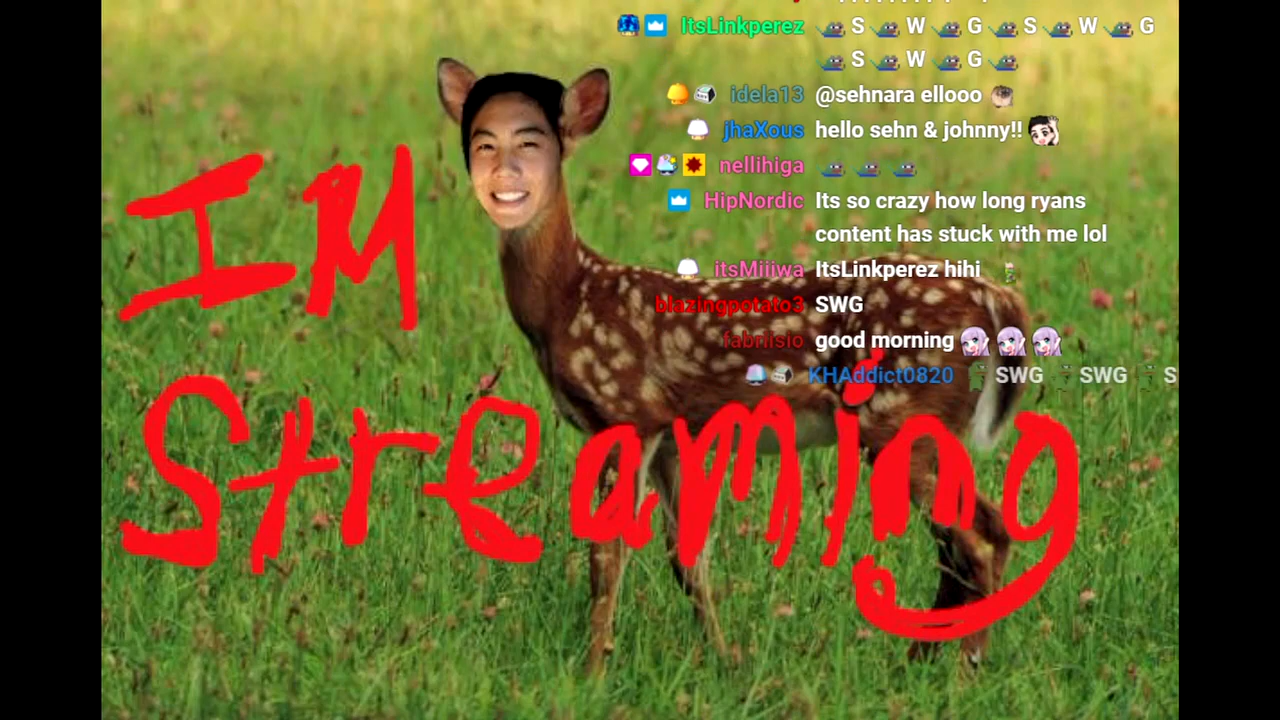 ItsLinkperez S W G S W G
S W G
idela13 @sehnara ellooo
jhaXous hello sehn & johnny!!
nellihiga
HipNordic Its so crazy how long ryans
content has stuck with me lol
itsMiiiwa ItsLinkperez hihi
blazingpotato3 SWG
fabriisio good morning
KHAddict0820 SWG SWG S
IM
Streaming